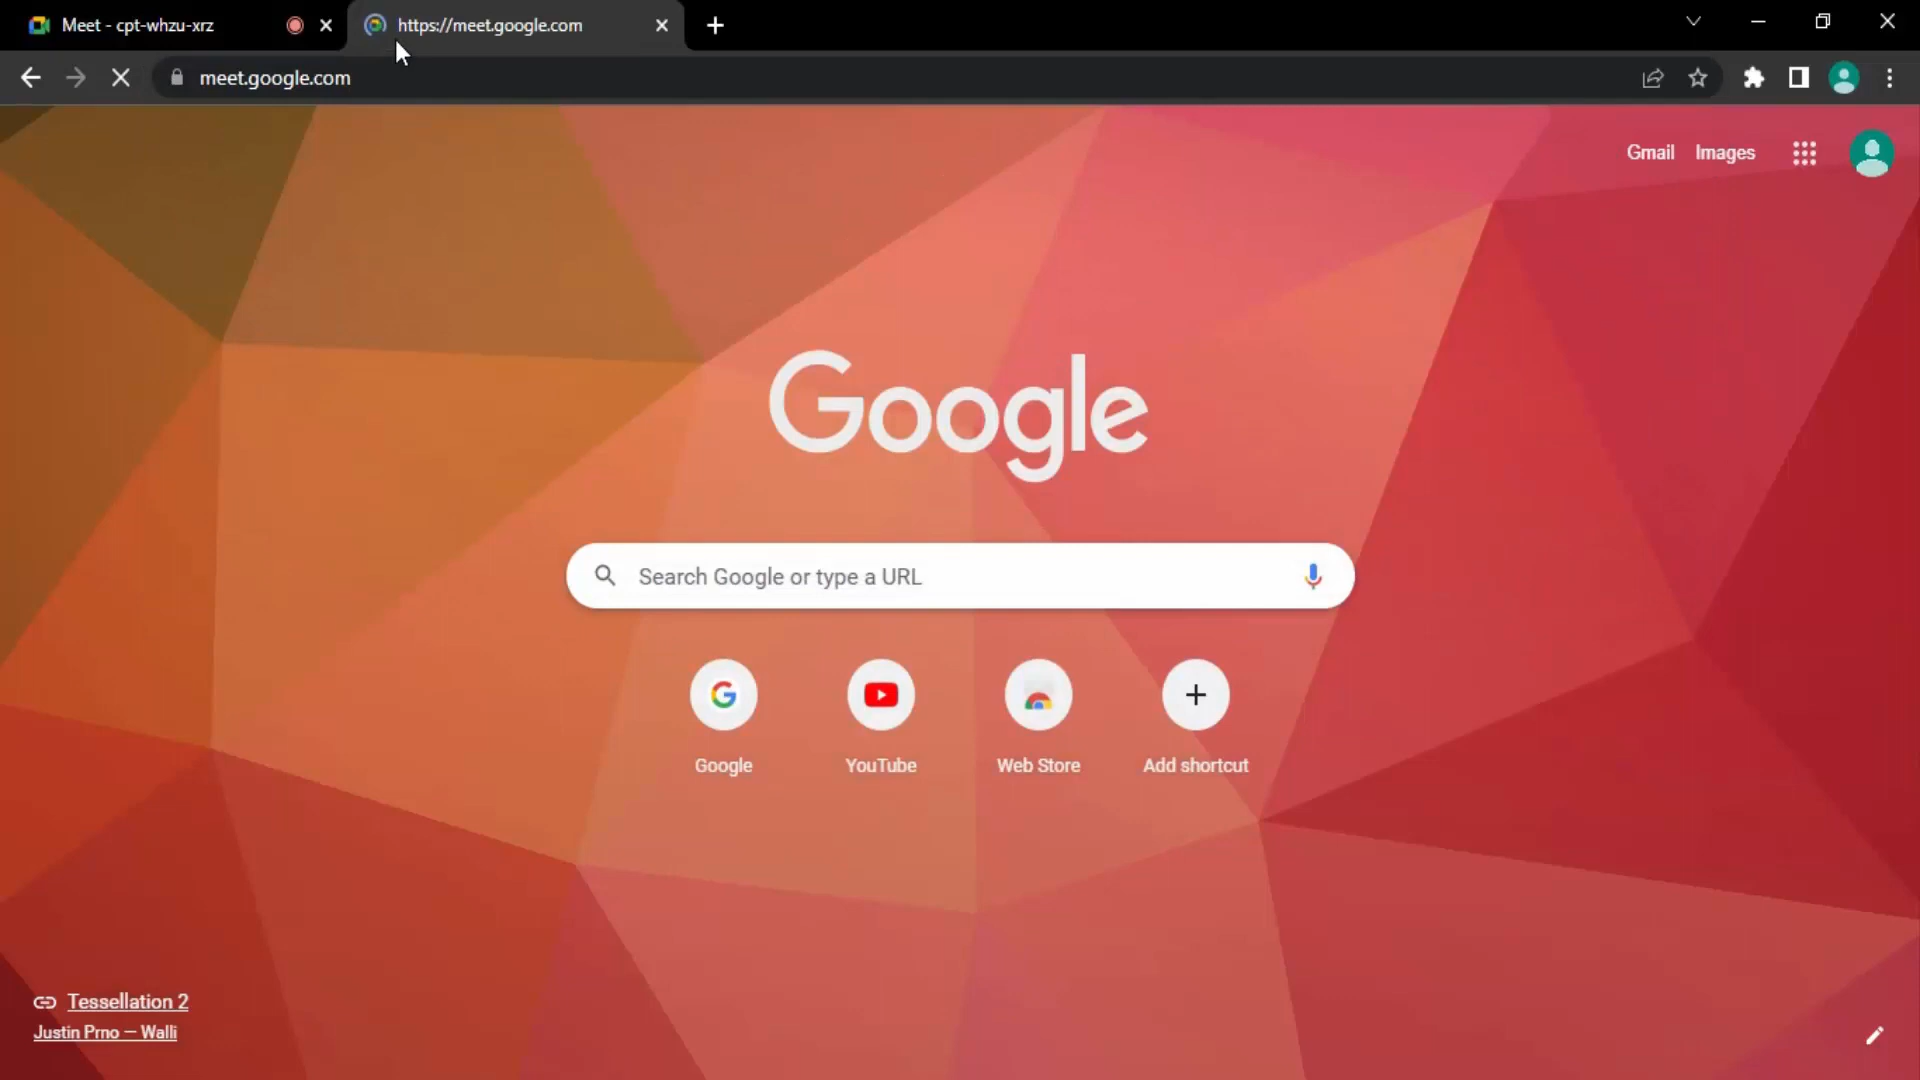 Meet - cpt-whzu-xrz
https://meet.google.com
meet.google.com
Gmail Images
Google
Search Google or type a URL
Google YouTube Web Store Add shortcut
Tessellation 2
Justin Prno — Walli